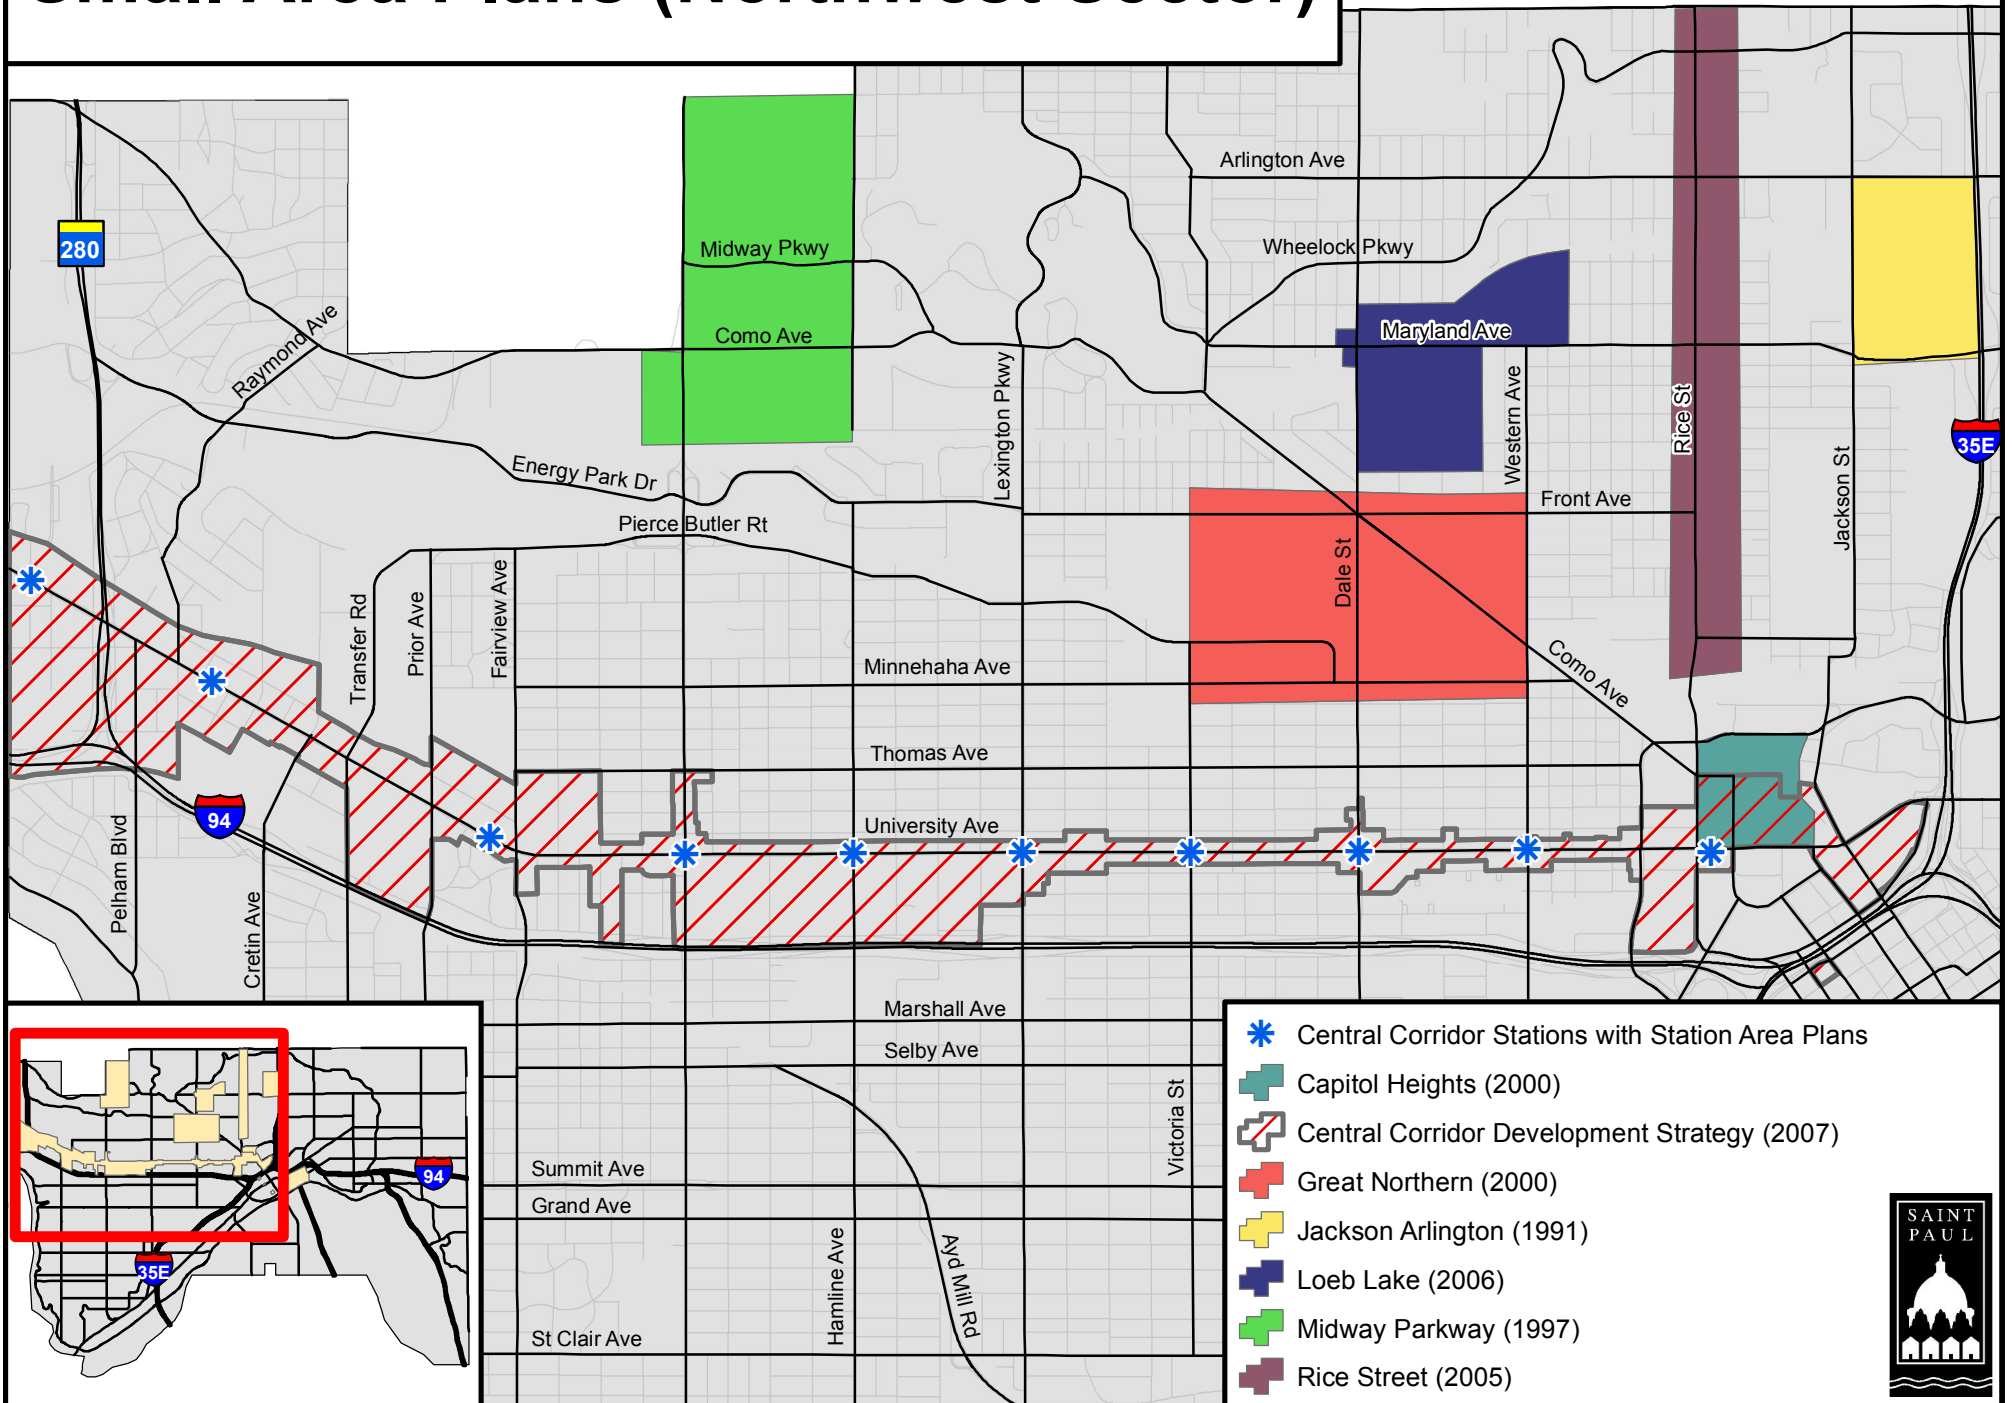 Small Area Plans (Northwest Sector)
Arlington Ave
280
Midway Pkwy
Wheelock Pkwy
Raymond Ave
Como Ave
Maryland Ave
Lexington Pkwy
Western Ave
Rice St
35E
Jackson St
Energy Park Dr
Front Ave
Pierce Butler Rt
Dale St
Transfer Rd
Prior Ave
Fairview Ave
Minnehaha Ave
Como Ave
Thomas Ave
94
University Ave
Pelham Blvd
Cretin Ave
Marshall Ave
Selby Ave
Victoria St
Summit Ave
Grand Ave
Hamline Ave
Ayd Mill Rd
St Clair Ave
94
35E
Central Corridor Stations with Station Area Plans
Capitol Heights (2000)
Central Corridor Development Strategy (2007)
Great Northern (2000)
Jackson Arlington (1991)
Loeb Lake (2006)
Midway Parkway (1997)
Rice Street (2005)
SAINT
PAUL